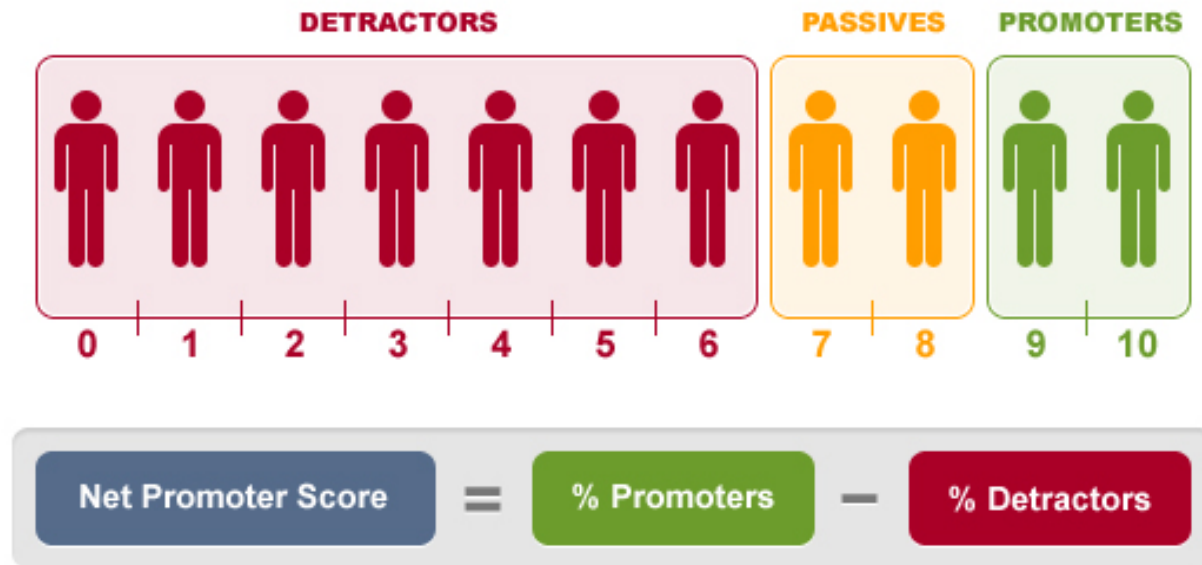 DETRACTORS PASSIVES PROMOTERS
0 1 2 3 4 5 6 7 8 9 10
Net Promoter Score = % Promoters − % Detractors